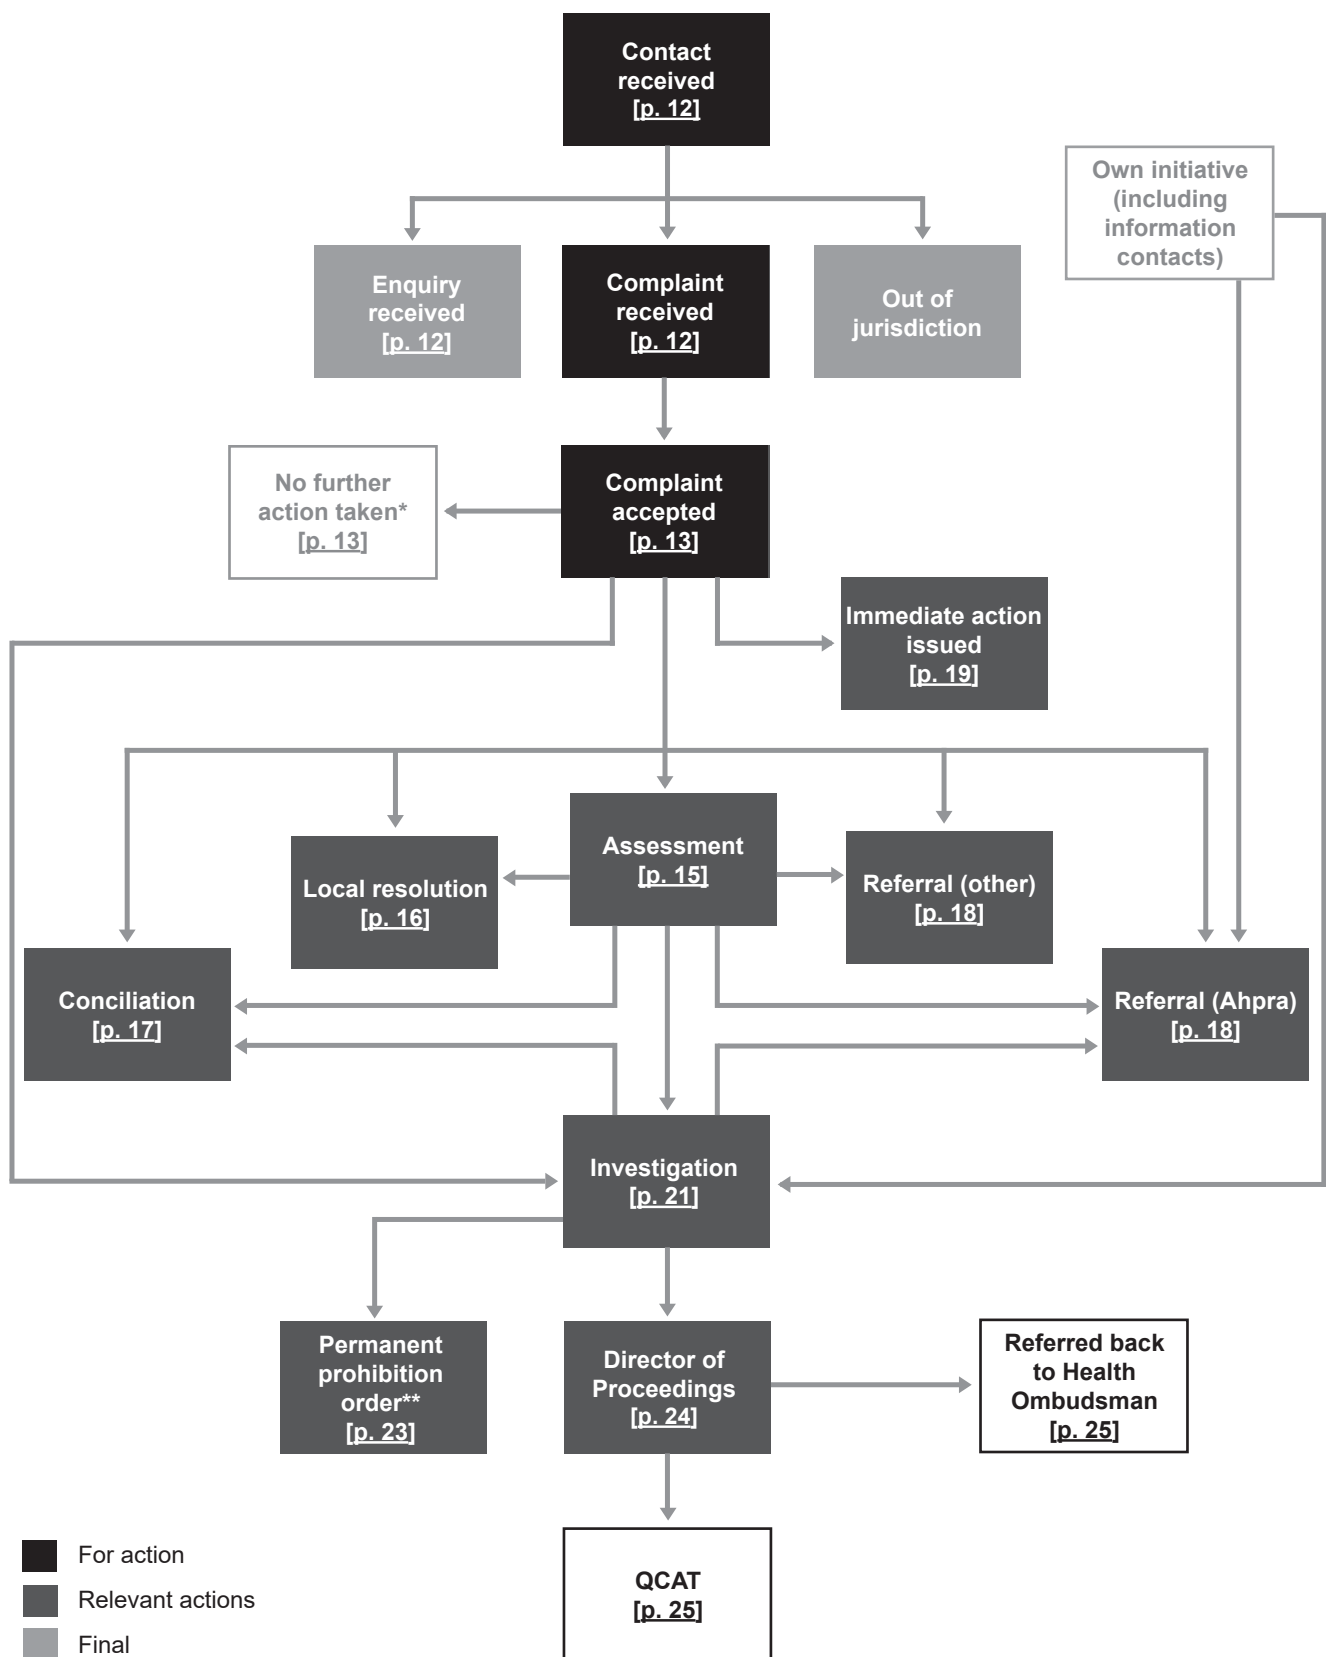 Contact
received
[p. 12]
Own initiative
(including
information
contacts)
Enquiry
received
[p. 12]
Complaint
received
[p. 12]
Out of
jurisdiction
No further
action taken*
[p. 13]
Complaint
accepted
[p. 13]
Immediate action
issued
[p. 19]
Assessment
[p. 15]
Local resolution
[p. 16]
Referral (other)
[p. 18]
Conciliation
[p. 17]
Referral (Ahpra)
[p. 18]
Investigation
[p. 21]
Permanent
prohibition
order**
[p. 23]
Director of
Proceedings
[p. 24]
Referred back
to Health
Ombudsman
[p. 25]
QCAT
[p. 25]
For action
Relevant actions
Final